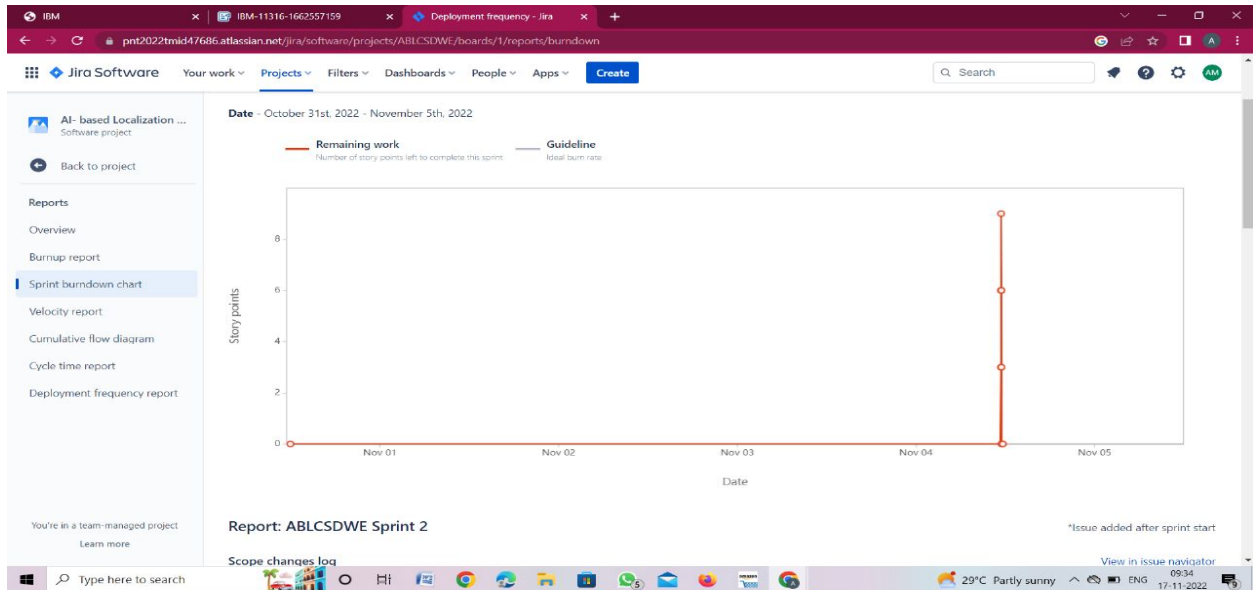 IBM
IBM-11316-1662557159
Deployment frequency - Jira
pnt2022tmid47686.atlassian.net/jira/software/projects/ABLCSDWE/boards/1/reports/burndown
A
Jira Software
Your work
Projects
Filters
Dashboards
People
Apps
Create
Search
AM
AI- based Localization ...
Software project
Back to project
Reports
Overview
Burnup report
Sprint burndown chart
Velocity report
Cumulative flow diagram
Cycle time report
Deployment frequency report
You're in a team-managed project
Learn more
Date - October 31st, 2022 - November 5th, 2022
Remaining work
Number of story points left to complete this sprint
Guideline
Ideal burn rate
Story points
8
6
4
2
0
Nov 01
Nov 02
Nov 03
Nov 04
Nov 05
Date
Report: ABLCSDWE Sprint 2
*Issue added after sprint start
Scope changes log
View in issue navigator
Type here to search
5
29°C Partly sunny
ENG
09:34
17-11-2022